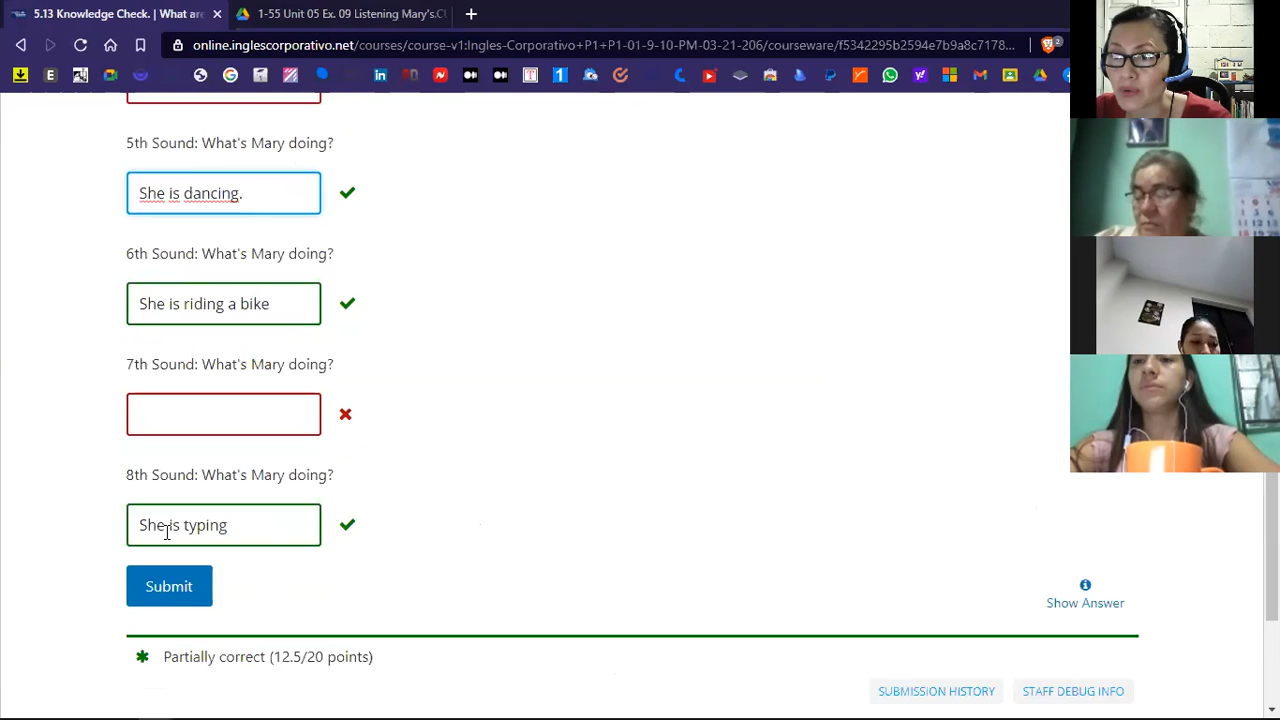 5.13 Knowledge Check. | What are
1-55 Unit 05 Ex. 09 Listening Mary's.C
online.inglescorporativo.net/courses/course-v1:Ingles-Corporativo+P1+P1-01-9-10-PM-03-21-206/courseware/f5342295b2594e7b9a8c7178...
5th Sound: What's Mary doing?
She is dancing.
6th Sound: What's Mary doing?
She is riding a bike
7th Sound: What's Mary doing?
8th Sound: What's Mary doing?
She is typing
Submit
Show Answer
Partially correct (12.5/20 points)
SUBMISSION HISTORY
STAFF DEBUG INFO